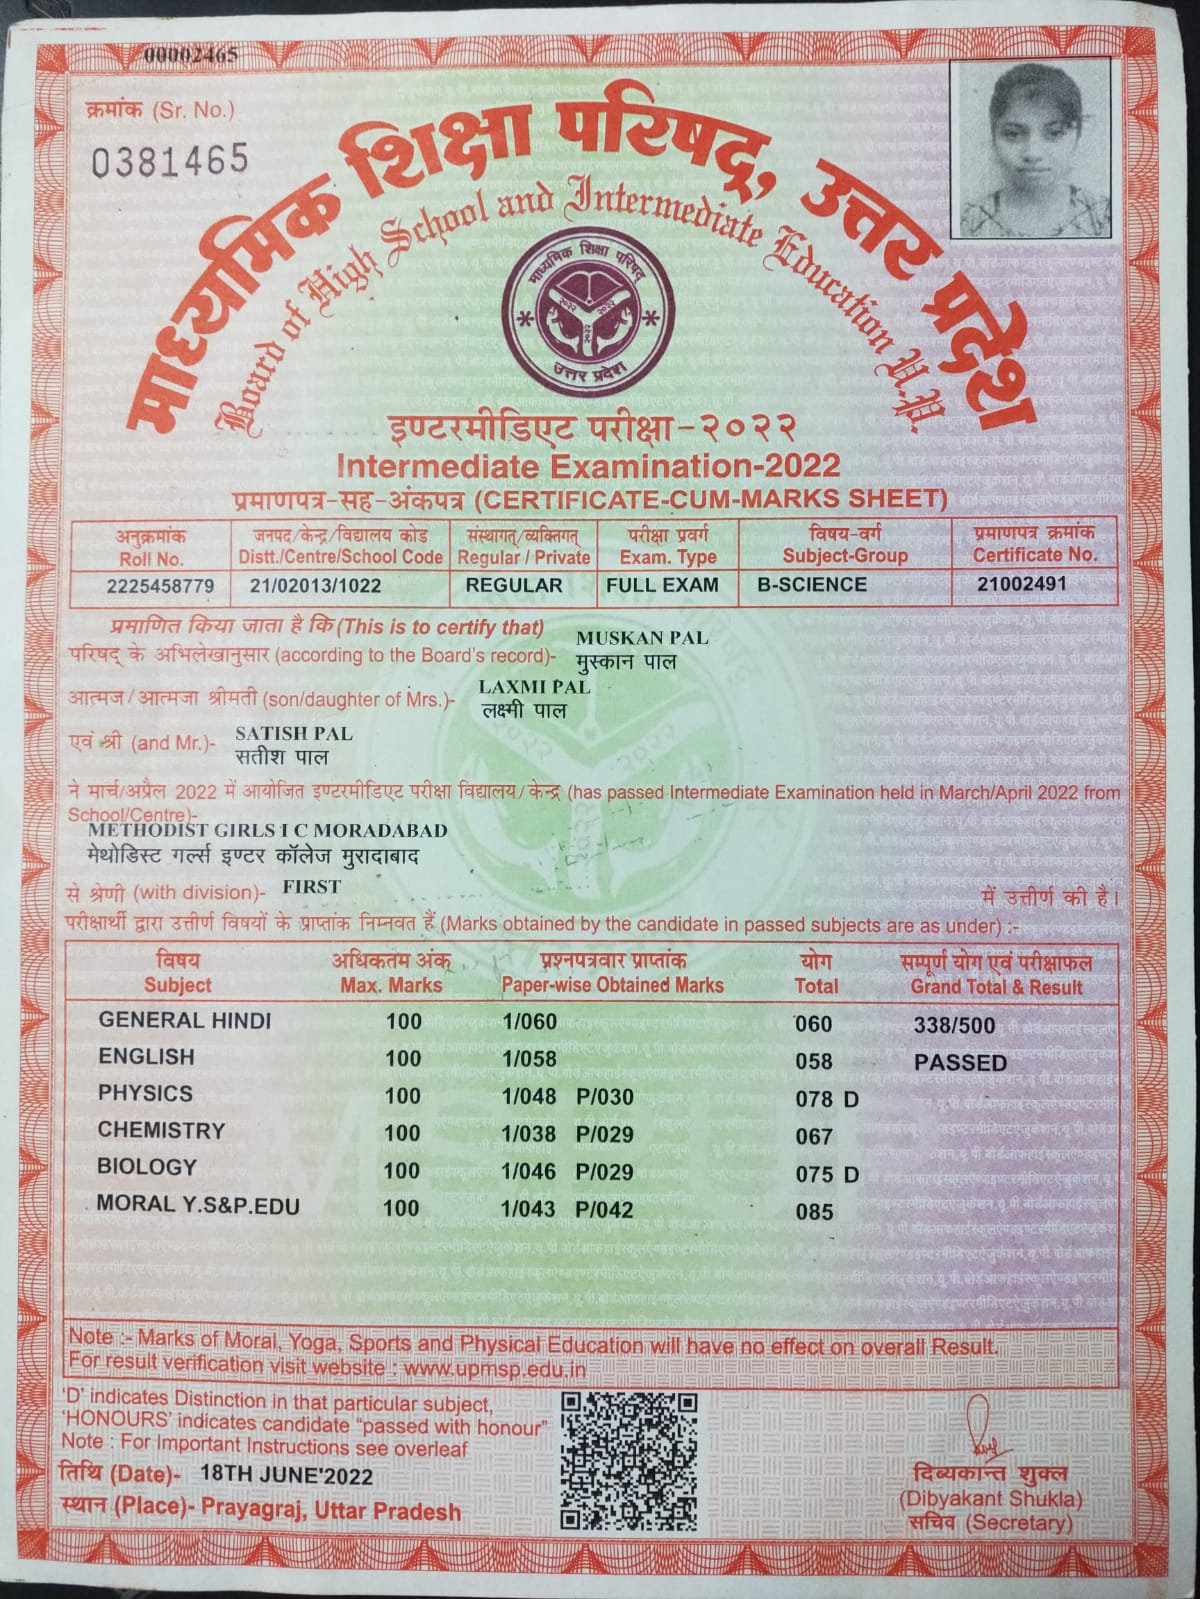 00002465
क्रमांक (Sr. No.)
0381465
माध्यमिक शिक्षा परिषद्, उत्तर प्रदेश
Board of High School and Intermediate Education U.P.
माध्यमिक शिक्षा परिषद्
२०२२ २०२२ २०२२
उत्तर प्रदेश
इण्टरमीडिएट परीक्षा-२०२२
Intermediate Examination-2022
प्रमाणपत्र-सह-अंकपत्र (CERTIFICATE-CUM-MARKS SHEET)
अनुक्रमांक जनपद/केन्द्र/विद्यालय कोड संस्थागत्/व्यक्तिगत् परीक्षा प्रवर्ग विषय-वर्ग प्रमाणपत्र क्रमांक
Roll No. Distt./Centre/School Code Regular / Private Exam. Type Subject-Group Certificate No.
2225458779 21/02013/1022 REGULAR FULL EXAM B-SCIENCE 21002491
प्रमाणित किया जाता है कि (This is to certify that)
MUSKAN PAL
परिषद् के अभिलेखानुसार (according to the Board's record)- मुस्कान पाल
LAXMI PAL
आत्मज/आत्मजा श्रीमती (son/daughter of Mrs.)- लक्ष्मी पाल
SATISH PAL
एवं श्री (and Mr.)- सतीश पाल
ने मार्च/अप्रैल 2022 में आयोजित इण्टरमीडिएट परीक्षा विद्यालय/केन्द्र (has passed Intermediate Examination held in March/April 2022 from
School/Centre)-
METHODIST GIRLS I C MORADABAD
मेथोडिस्ट गर्ल्स इण्टर कॉलेज मुरादाबाद
से श्रेणी (with division)- FIRST में उत्तीर्ण की है।
परीक्षार्थी द्वारा उत्तीर्ण विषयों के प्राप्तांक निम्नवत हैं (Marks obtained by the candidate in passed subjects are as under) :-
विषय अधिकतम अंक प्रश्नपत्रवार प्राप्तांक योग सम्पूर्ण योग एवं परीक्षाफल
Subject Max. Marks Paper-wise Obtained Marks Total Grand Total & Result
GENERAL HINDI 100 1/060 060 338/500
ENGLISH 100 1/058 058 PASSED
PHYSICS 100 1/048 P/030 078 D
CHEMISTRY 100 1/038 P/029 067
BIOLOGY 100 1/046 P/029 075 D
MORAL Y.S&P.EDU 100 1/043 P/042 085
Note :- Marks of Moral, Yoga, Sports and Physical Education will have no effect on overall Result.
For result verification visit website : www.upmsp.edu.in
'D' indicates Distinction in that particular subject,
'HONOURS' indicates candidate "passed with honour"
Note : For Important Instructions see overleaf
तिथि (Date)- 18TH JUNE'2022
स्थान (Place)- Prayagraj, Uttar Pradesh
दिब्यकान्त शुक्ल
(Dibyakant Shukla)
सचिव (Secretary)